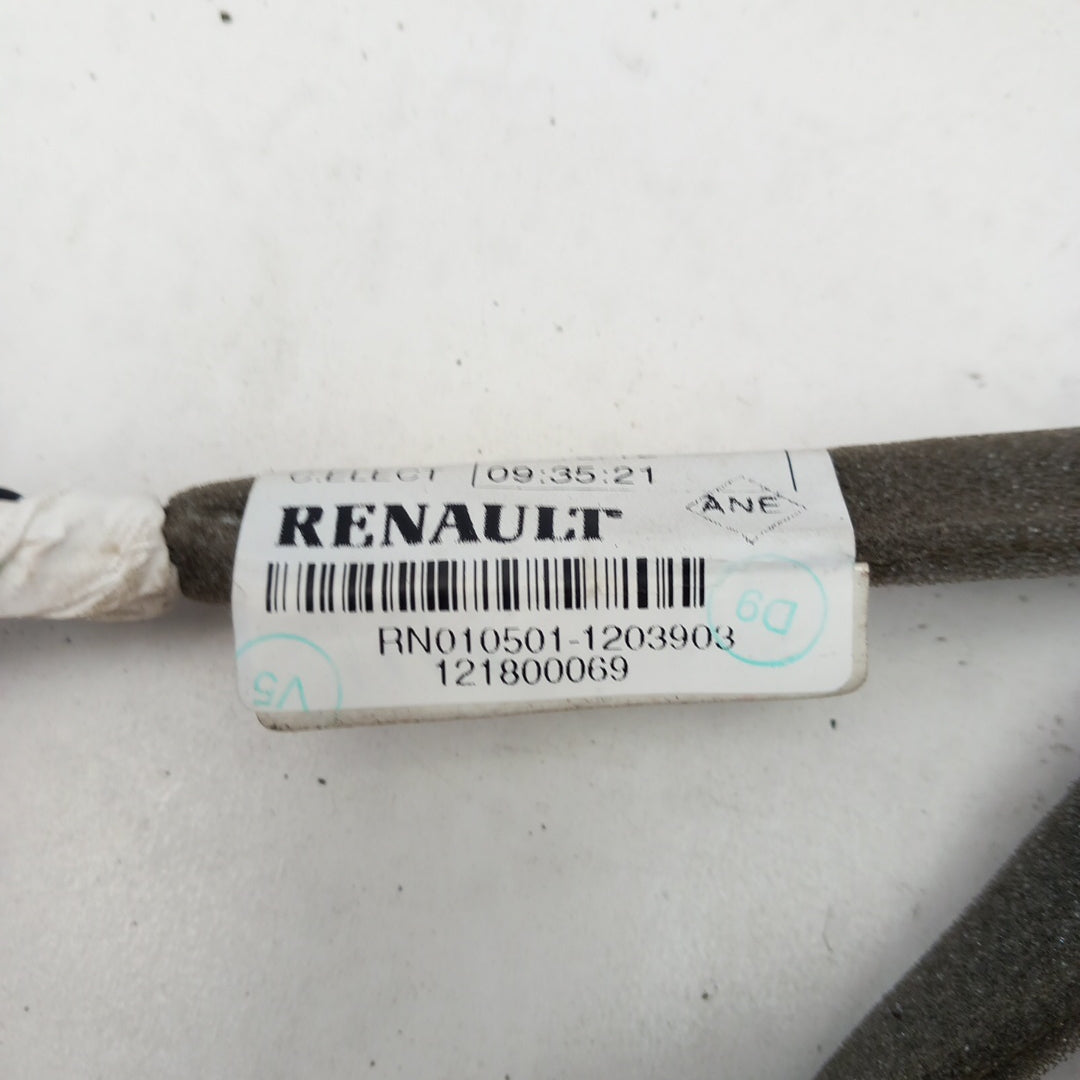 C.ELECT 09:35:21
RENAULT
ANE
RN010501-1203903
121800069
D9
V5